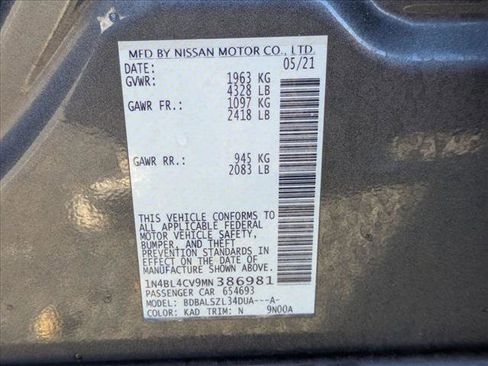 MFD BY NISSAN MOTOR CO., LTD.
DATE: 05/21
GVWR: 1963 KG
4328 LB
GAWR FR.: 1097 KG
2418 LB
GAWR RR.: 945 KG
2083 LB
THIS VEHICLE CONFORMS TO
ALL APPLICABLE FEDERAL
MOTOR VEHICLE SAFETY,
BUMPER, AND THEFT
PREVENTION STANDARDS
IN EFFECT ON THE DATE OF
MANUFACTURE SHOWN ABOVE.
1N4BL4CV9MN386981
PASSENGER CAR 654693
MODEL: BDBALSZL34DUA---A-
COLOR: KAD TRIM: N 9N00A